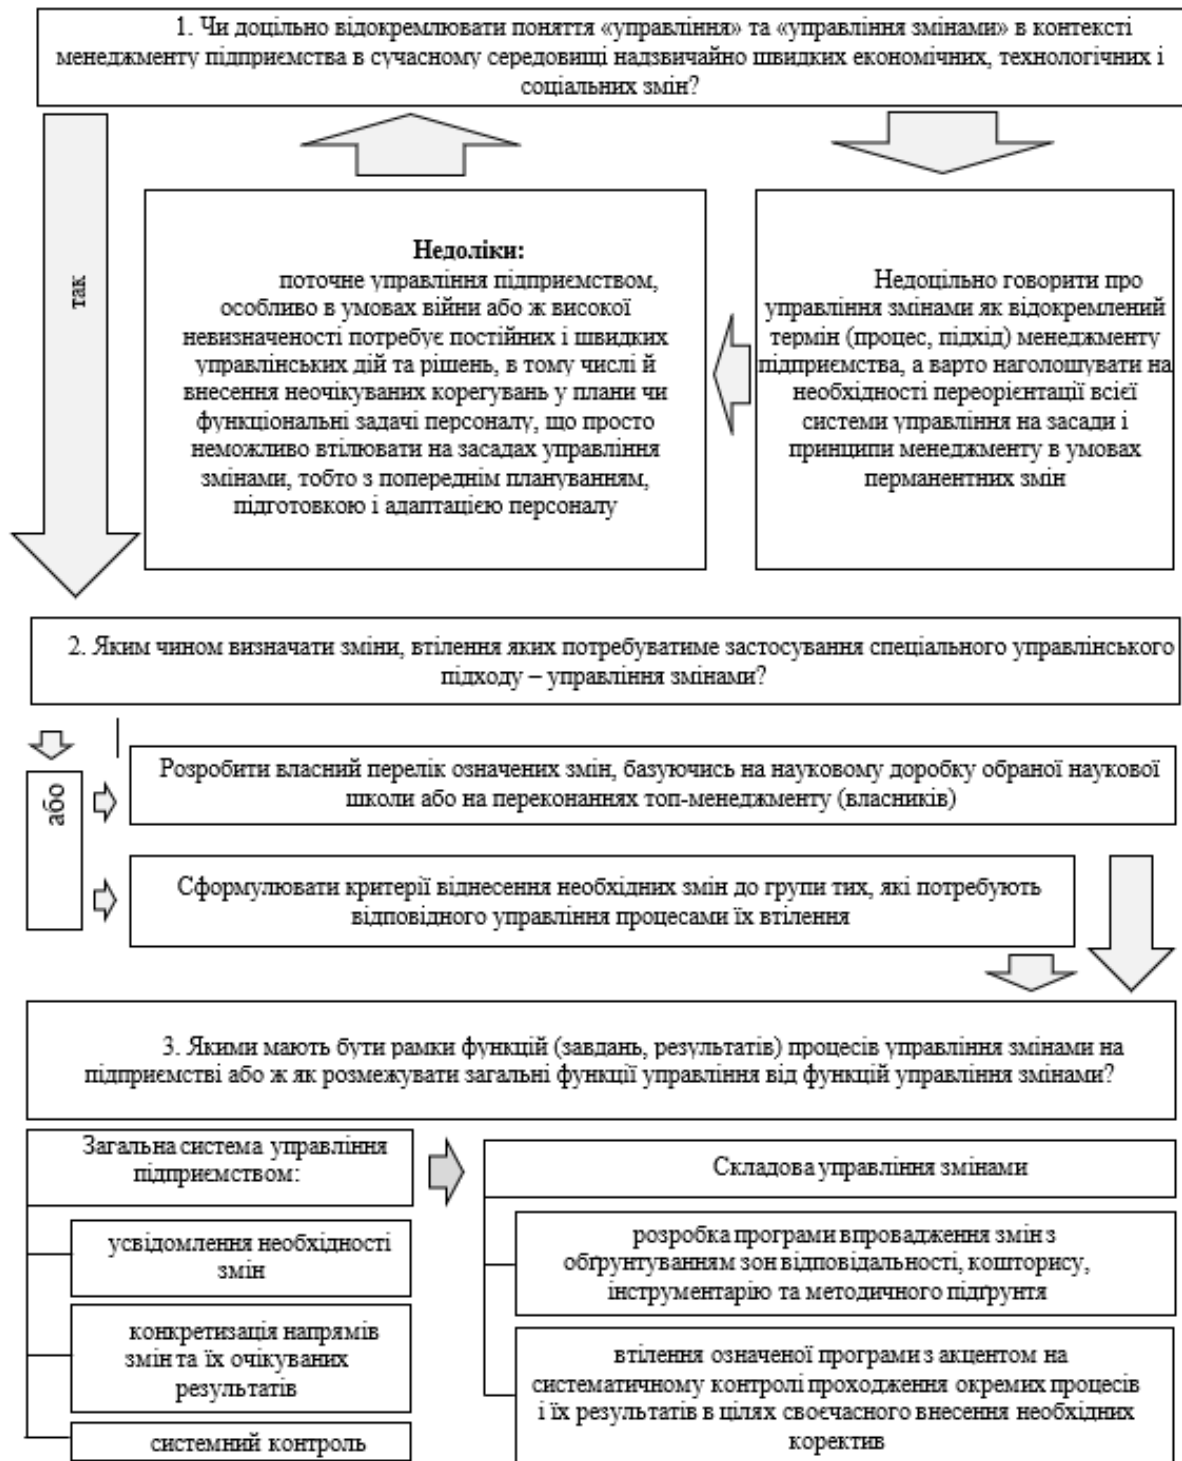 1. Чи доцільно відокремлювати поняття «управління» та «управління змінами» в контексті
менеджменту підприємства в сучасному середовищі надзвичайно швидких економічних, технологічних і
соціальних змін?
так
Недоліки:
поточне управління підприємством,
особливо в умовах війни або ж високої
невизначеності потребує постійних і швидких
управлінських дій та рішень, в тому числі й
внесення неочікуваних корегувань у плани чи
функціональні задачі персоналу, що просто
неможливо втілювати на засадах управління
змінами, тобто з попереднім плануванням,
підготовкою і адаптацією персоналу
Недоцільно говорити про
управління змінами як відокремлений
термін (процес, підхід) менеджменту
підприємства, а варто наголошувати на
необхідності переорієнтації всієї
системи управління на засади і
принципи менеджменту в умовах
перманентних змін
2. Яким чином визначати зміни, втілення яких потребуватиме застосування спеціального управлінського
підходу – управління змінами?
або
Розробити власний перелік означених змін, базуючись на науковому доробку обраної наукової
школи або на переконаннях топ-менеджменту (власників)
Сформулювати критерії віднесення необхідних змін до групи тих, які потребують
відповідного управління процесами їх втілення
3. Якими мають бути рамки функцій (завдань, результатів) процесів управління змінами на
підприємстві або ж як розмежувати загальні функції управління від функцій управління змінами?
Загальна система управління
підприємством:
усвідомлення необхідності
змін
конкретизація напрямів
змін та їх очікуваних
результатів
системний контроль
Складова управління змінами
розробка програми впровадження змін з
обґрунтуванням зон відповідальності, кошторису,
інструментарію та методичного підґрунтя
втілення означеної програми з акцентом на
систематичному контролі проходження окремих процесів
і їх результатів в цілях своєчасного внесення необхідних
коректив